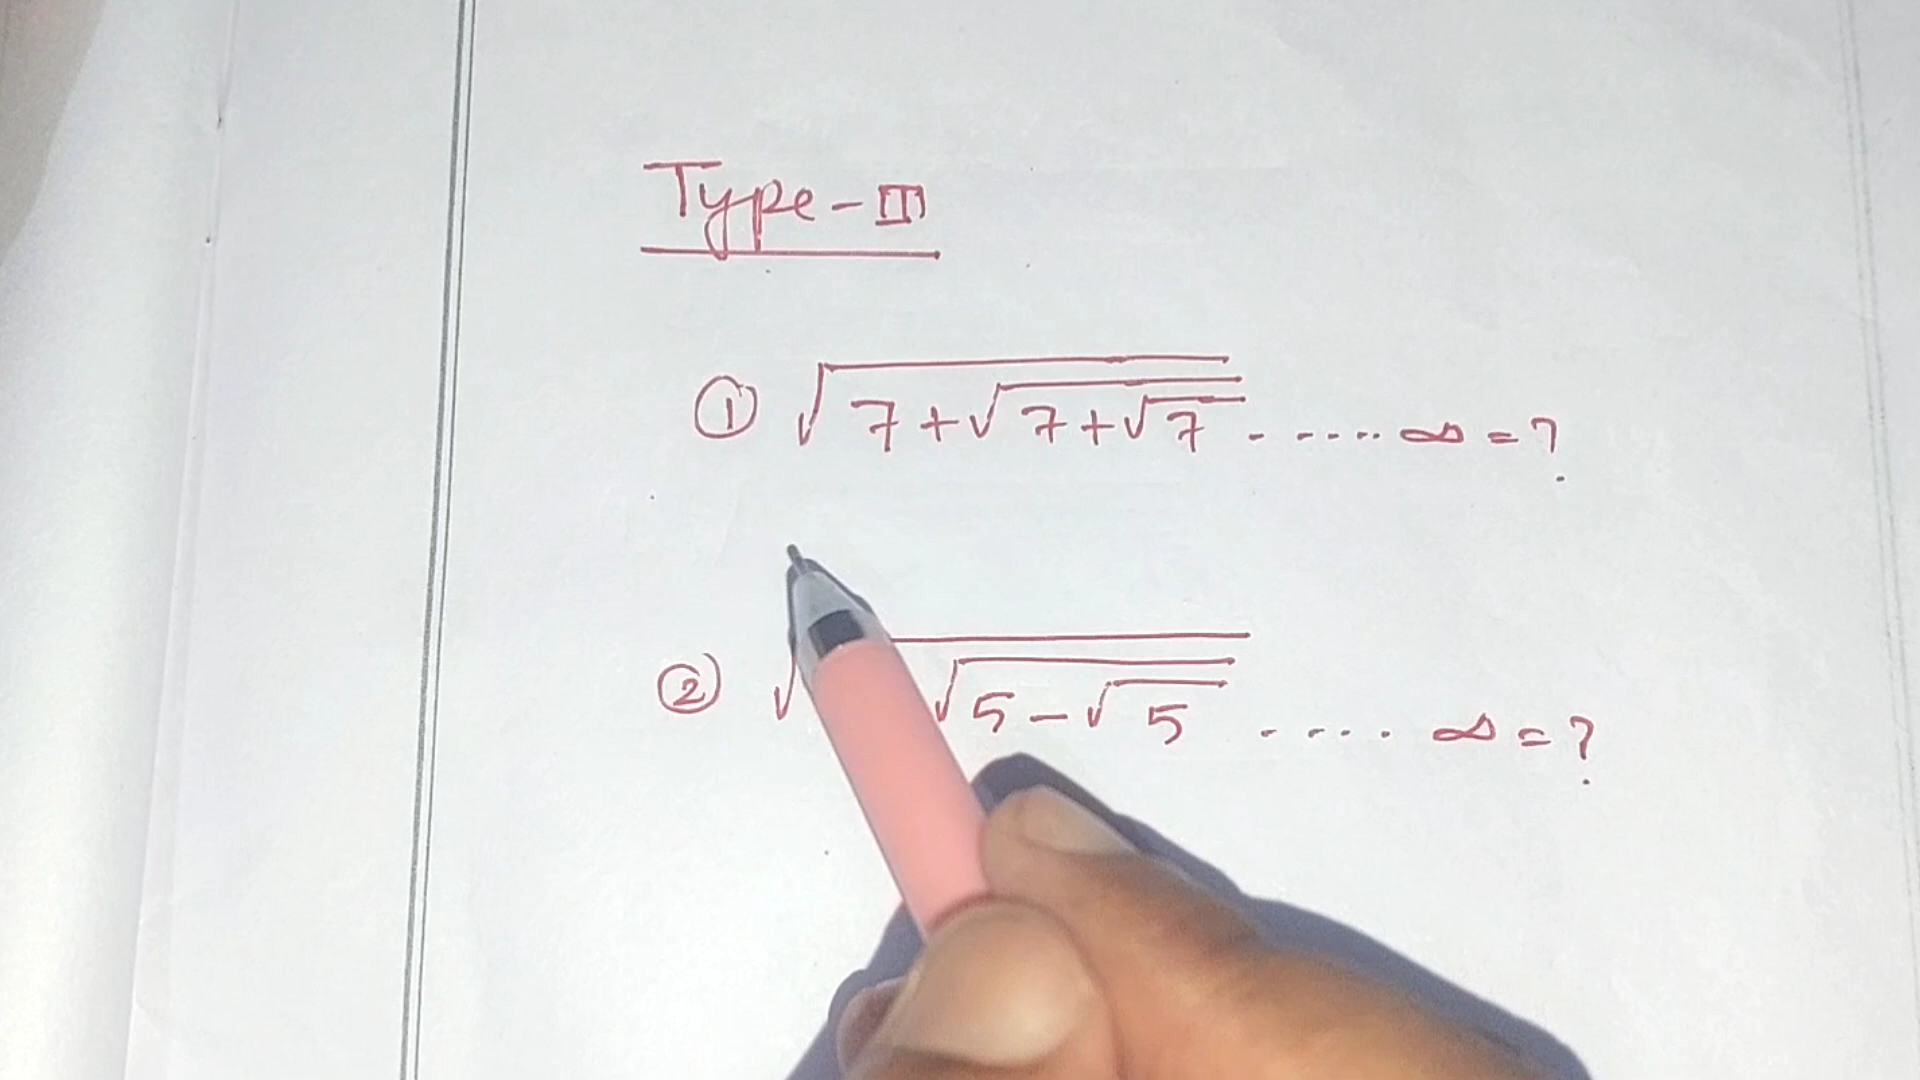 Type-III
① √7+√7+√7 - ..... ∞ = ?
② √ √5-√5 ..... ∞ = ?